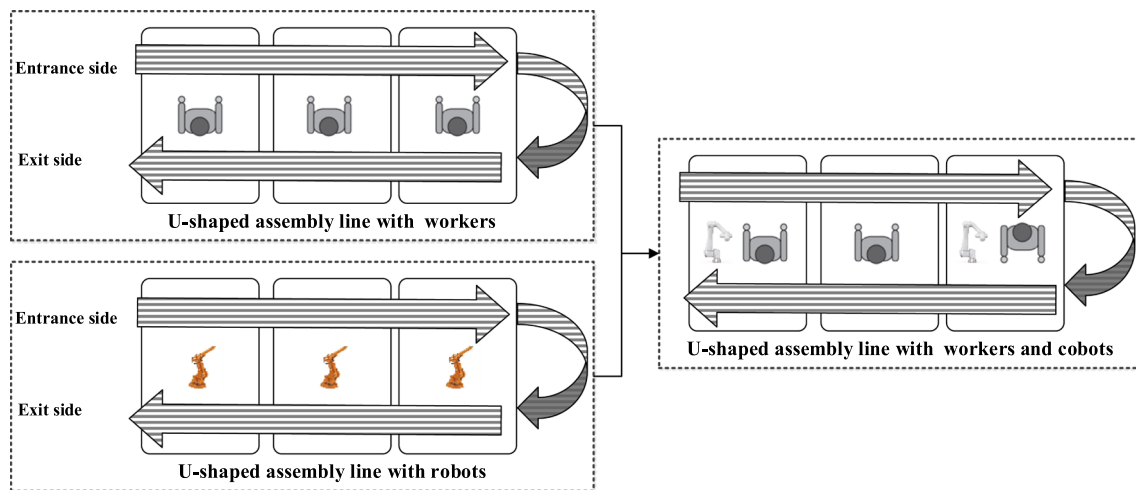 Entrance side
Exit side
U-shaped assembly line with workers
Entrance side
Exit side
U-shaped assembly line with robots
U-shaped assembly line with workers and cobots